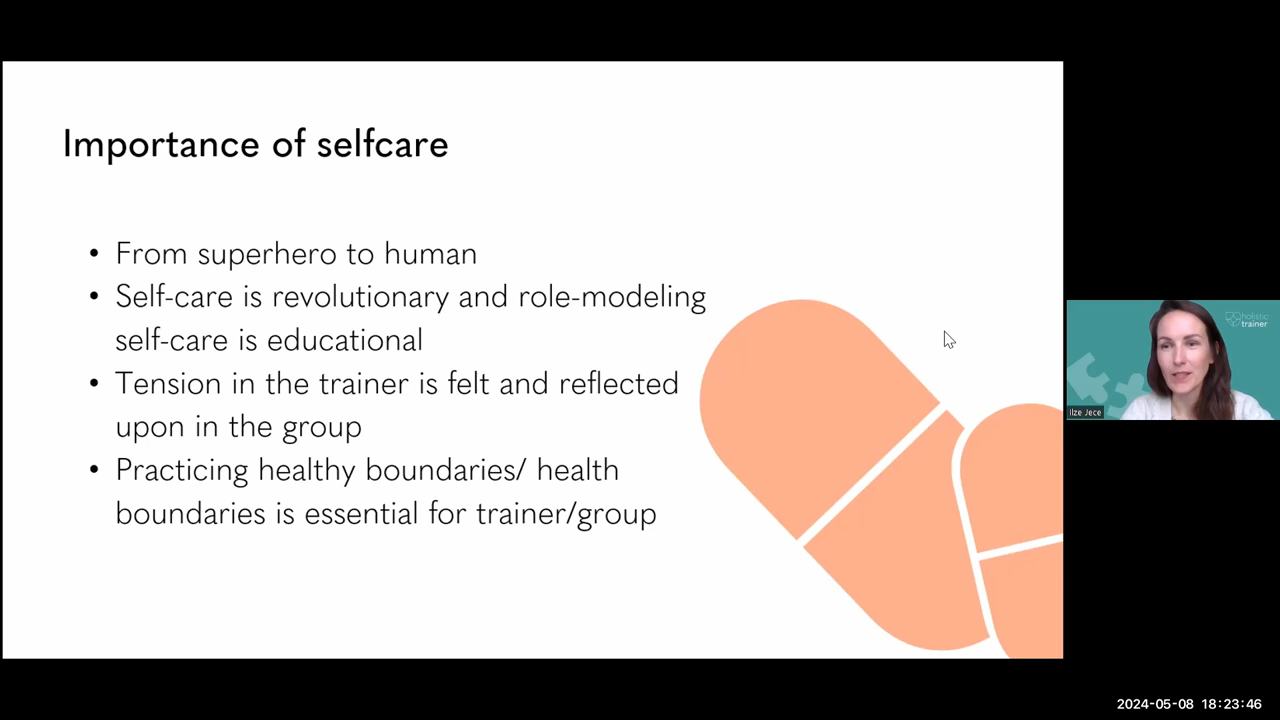 Importance of selfcare
• From superhero to human
• Self-care is revolutionary and role-modeling
self-care is educational
• Tension in the trainer is felt and reflected
upon in the group
• Practicing healthy boundaries/ health
boundaries is essential for trainer/group
holistic
trainer
Ilze Jece
2024-05-08 18:23:46